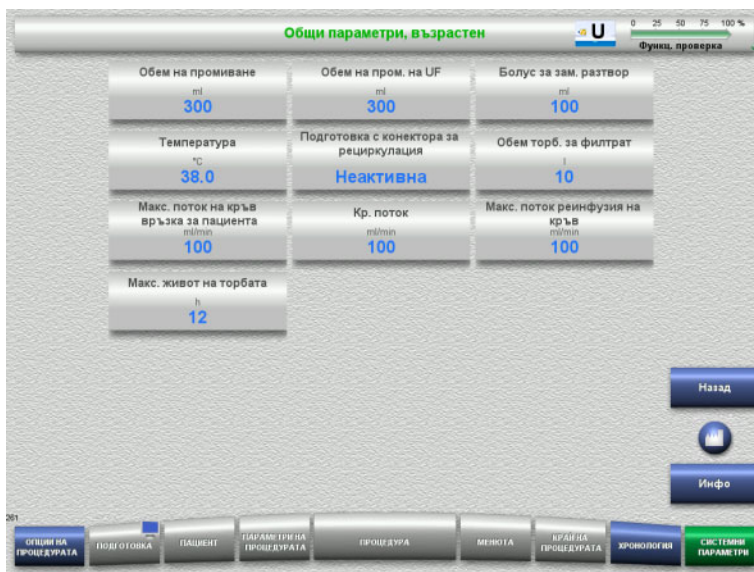 Общи параметри, възрастен
U
0 25 50 75 100 %
Функц. проверка
Обем на промиване
ml
300
Обем на пром. на UF
ml
300
Болус за зам. разтвор
ml
100
Температура
°C
38.0
Подготовка с конектора за
рециркулация
Неактивна
Обем торб. за филтрат
l
10
Макс. поток на кръв
връзка за пациента
ml/min
100
Кр. поток
ml/min
100
Макс. поток реинфузия на
кръв
ml/min
100
Макс. живот на торбата
h
12
Назад
Инфо
261
ОПЦИИ НА
ПРОЦЕДУРАТА
ПОДГОТОВКА
ПАЦИЕНТ
ПАРАМЕТРИ НА
ПРОЦЕДУРАТА
ПРОЦЕДУРА
МЕНЮТА
КРАЙ НА
ПРОЦЕДУРАТА
ХРОНОЛОГИЯ
СИСТЕМНИ
ПАРАМЕТРИ